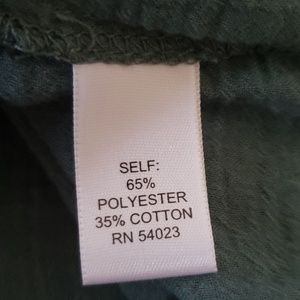 SELF:
65%
POLYESTER
35% COTTON
RN 54023